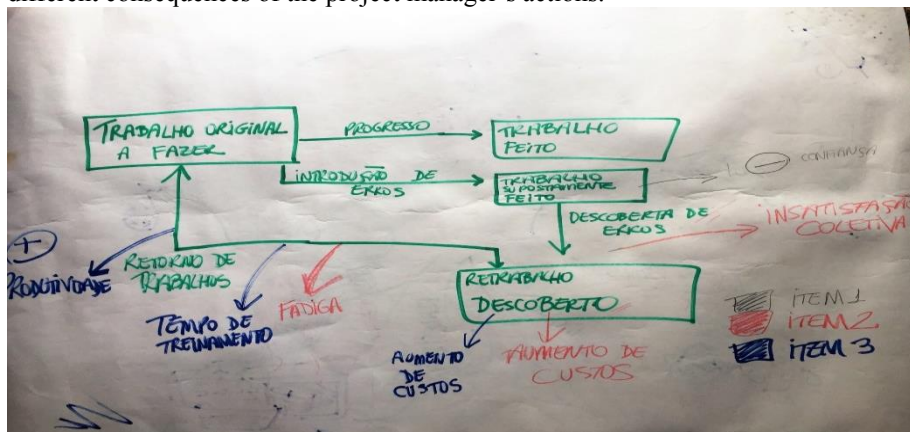 different consequences of the project manager's actions.
TRABALHO ORIGINAL
A FAZER
PROGRESSO
TRABALHO
FEITO
INTRODUÇÃO DE
ERROS
TRABALHO
SUPOSTAMENTE
FEITO
CONFIANÇA
DESCOBERTA DE
ERROS
INSATISFAÇÃO
COLETIVA
+
PRODUTIVIDADE
RETORNO DE
TRABALHOS
TEMPO DE
TREINAMENTO
FADIGA
RETRABALHO
DESCOBERTO
AUMENTO
DE
CUSTOS
AUMENTO DE
CUSTOS
ITEM 1
ITEM 2
ITEM 3